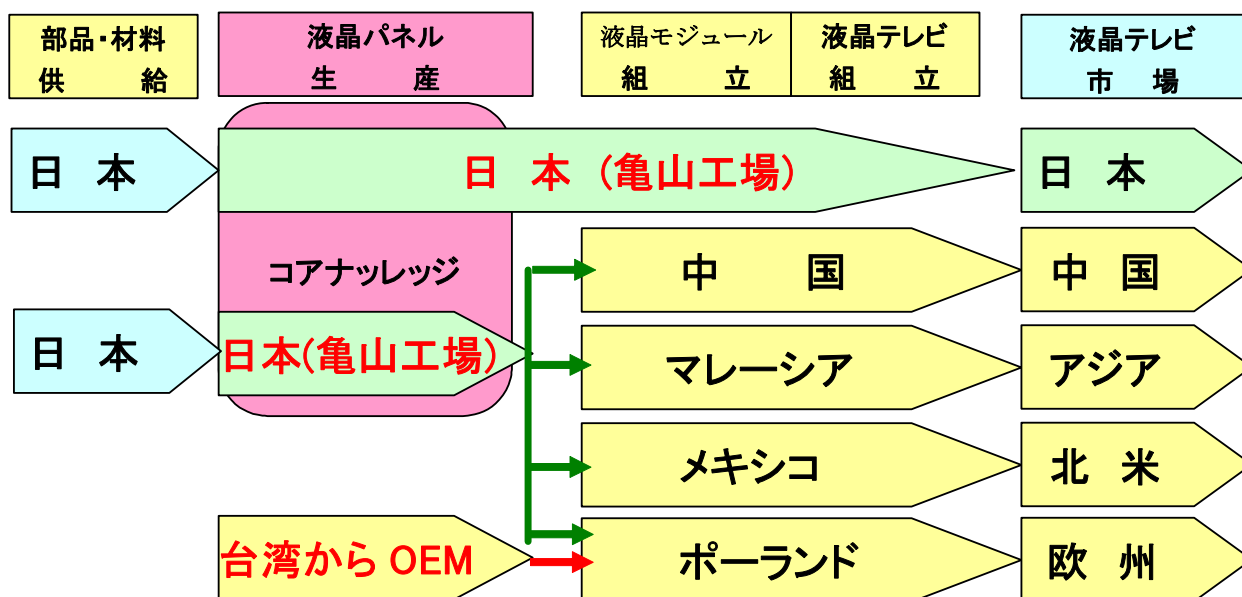 部品・材料
供 給
液晶パネル
生 産
液晶モジュール
組 立
液晶テレビ
組 立
液晶テレビ
市 場
日 本
日 本 (亀山工場)
日 本
コアナッレッジ
中 国
中 国
日 本
日本(亀山工場)
マレーシア
アジア
メキシコ
北 米
台湾から OEM
ポーランド
欧 州